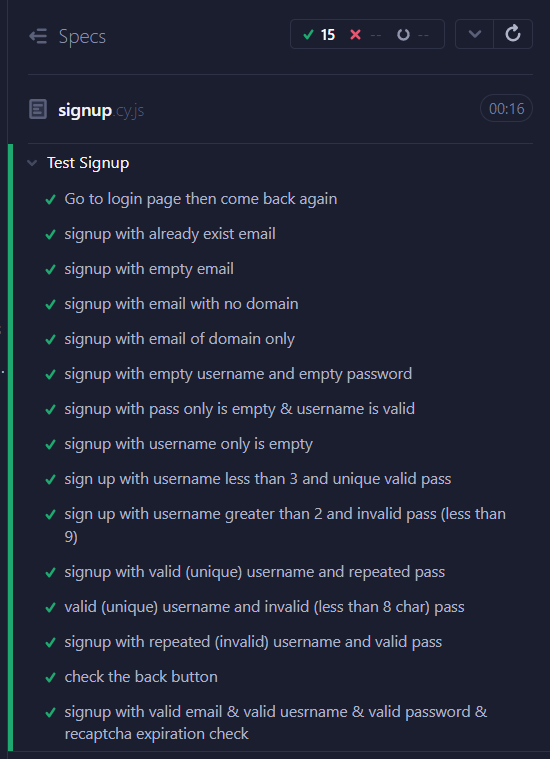 Specs
15 -- --
signup.cy.js
00:16
Test Signup
Go to login page then come back again
signup with already exist email
signup with empty email
signup with email with no domain
signup with email of domain only
signup with empty username and empty password
signup with pass only is empty & username is valid
signup with username only is empty
sign up with username less than 3 and unique valid pass
sign up with username greater than 2 and invalid pass (less than
9)
signup with valid (unique) username and repeated pass
valid (unique) username and invalid (less than 8 char) pass
signup with repeated (invalid) username and valid pass
check the back button
signup with valid email & valid uesrname & valid password &
recaptcha expiration check